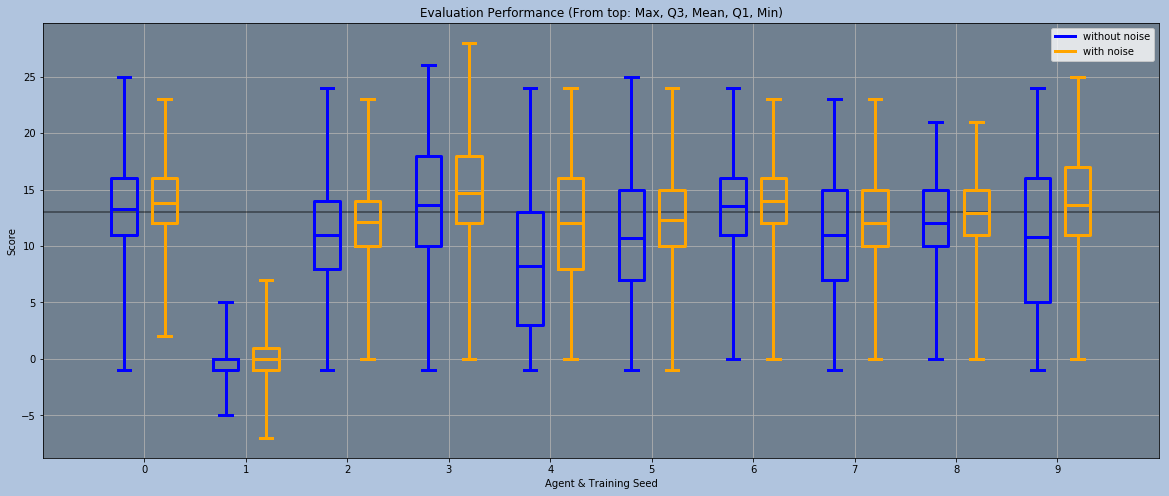 Evaluation Performance (From top: Max, Q3, Mean, Q1, Min)
without noise
with noise
25
20
15
10
5
0
−5
Score
0 1 2 3 4 5 6 7 8 9
Agent & Training Seed